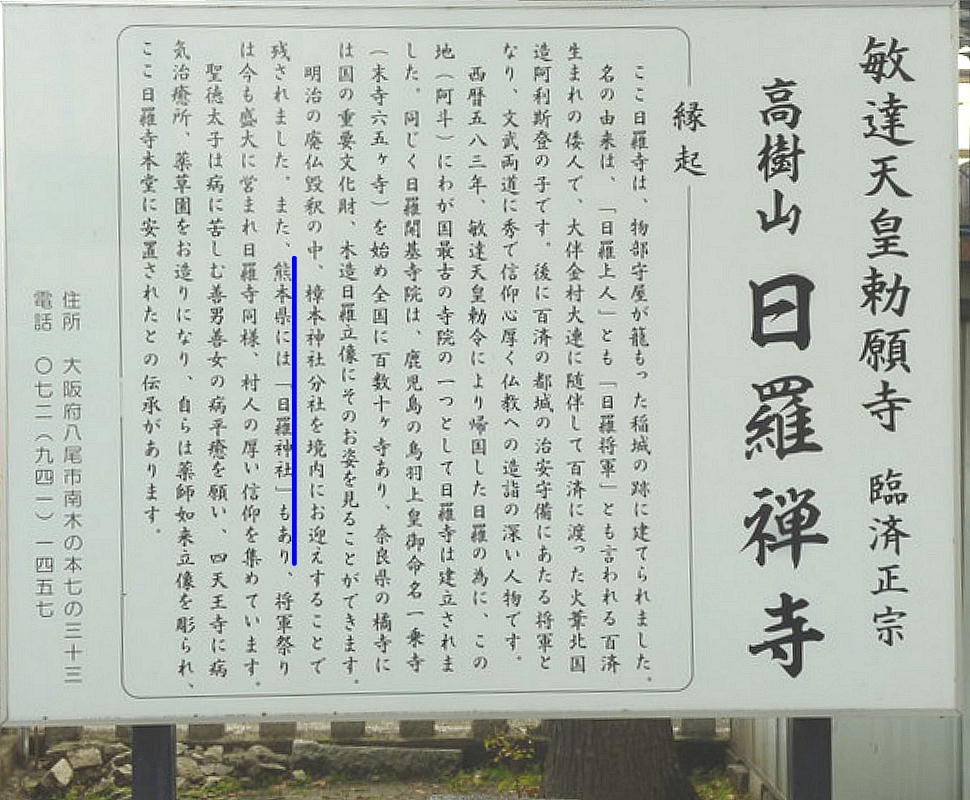 敏達天皇勅願寺　臨済正宗
高樹山　日羅禅寺
縁起
ここ日羅寺は、物部守屋が籠もった稲城の跡に建てられました。
名の由来は、「日羅上人」とも「日羅将軍」とも言われる百済
生まれの倭人で、大伴金村大連に随伴して百済に渡った火葦北国
造阿利斯登の子です。後に百済の都城の治安守備にあたる将軍と
なり、文武両道に秀で信仰心厚く仏教への造詣の深い人物です。
西暦五八三年、敏達天皇勅令により帰国した日羅の為に、この
地（阿斗）にわが国最古の寺院の一つとして日羅寺は建立されま
した。同じく日羅開基寺院は、鹿児島の鳥羽上皇御命名一乗寺
（末寺六五ヶ寺）を始め全国に百数十ヶ寺あり、奈良県の橘寺に
は国の重要文化財、木造日羅立像にそのお姿を見ることができます。
明治の廃仏毀釈の中、樟本神社分社を境内にお迎えすることで
残されました。また、熊本県には「日羅神社」もあり、将軍祭り
は今も盛大に営まれ日羅寺同様、村人の厚い信仰を集めています。
聖徳太子は病に苦しむ善男善女の病平癒を願い、四天王寺に病
気治癒所、薬草園をお造りになり、自らは薬師如来立像を彫られ、
ここ日羅寺本堂に安置されたとの伝承があります。
住所　大阪府八尾市南木の本七の三十三
電話　〇七二（九四一）一四五七